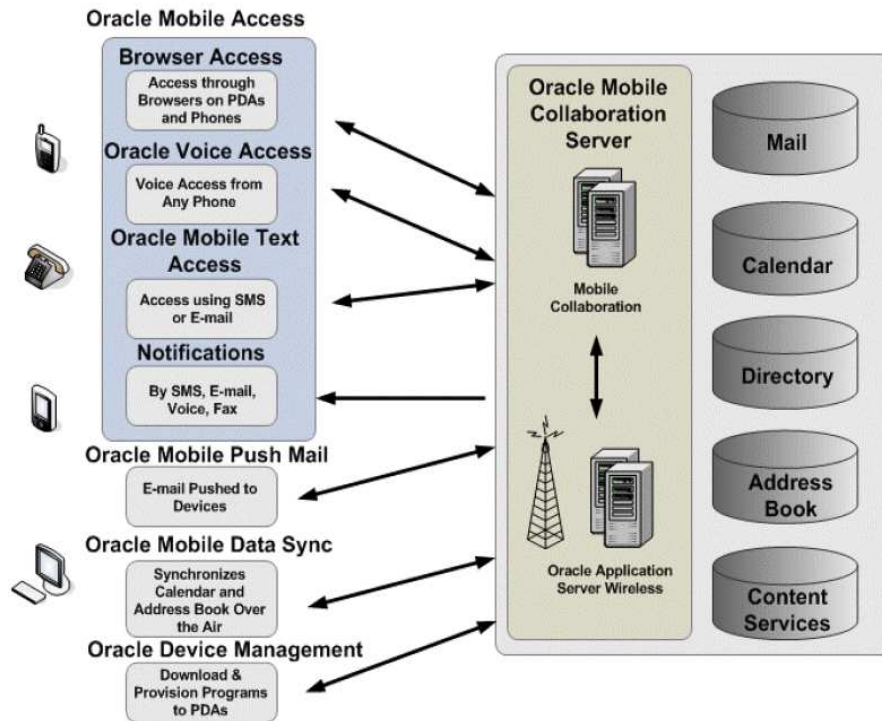 Oracle Mobile Access
Browser Access
Access through
Browsers on PDAs
and Phones
Oracle Voice Access
Voice Access from
Any Phone
Oracle Mobile Text
Access
Access using SMS
or E-mail
Notifications
By SMS, E-mail,
Voice, Fax
Oracle Mobile Push Mail
E-mail Pushed to
Devices
Oracle Mobile Data Sync
Synchronizes
Calendar and
Address Book Over
the Air
Oracle Device Management
Download &
Provision Programs
to PDAs
Oracle Mobile
Collaboration
Server
Mobile
Collaboration
Oracle Application
Server Wireless
Mail
Calendar
Directory
Address
Book
Content
Services